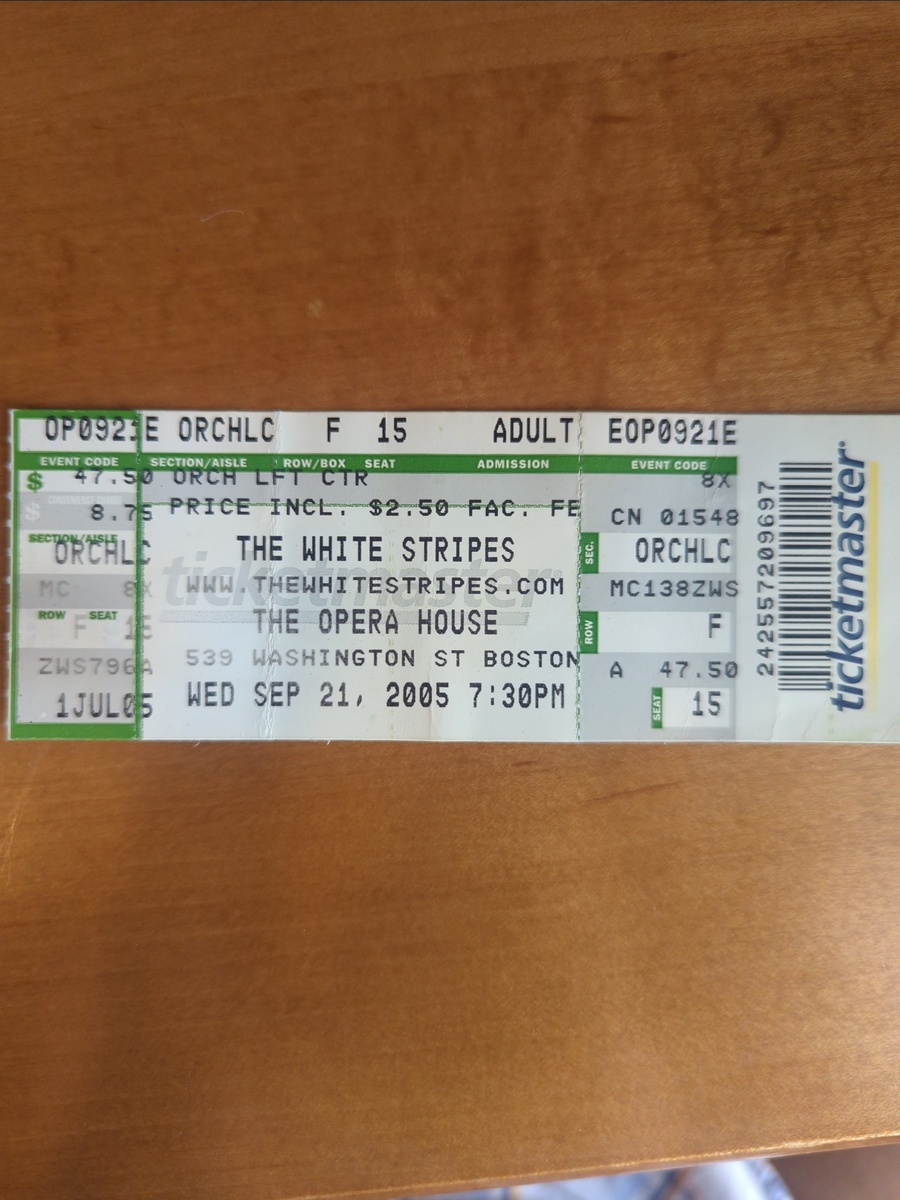 OP0921E ORCHLC F 15 ADULT EOP0921E
EVENT CODE SECTION/AISLE ROW/BOX SEAT ADMISSION EVENT CODE
$ 47.50 ORCH LFT CTR 8X
CONVENIENCE CHARGE
$ 8.75 PRICE INCL. $2.50 FAC. FE CN 01548
SECTION/AISLE
ORCHLC THE WHITE STRIPES SEC. ORCHLC
ticketmaster
MC 8X WWW.THEWHITESTRIPES.COM MC138ZWS
ROW SEAT
F 15 THE OPERA HOUSE ROW F
ZWS796A 539 WASHINGTON ST BOSTON A 47.50
1JUL05 WED SEP 21, 2005 7:30PM SEAT 15
242557209697
ticketmaster®